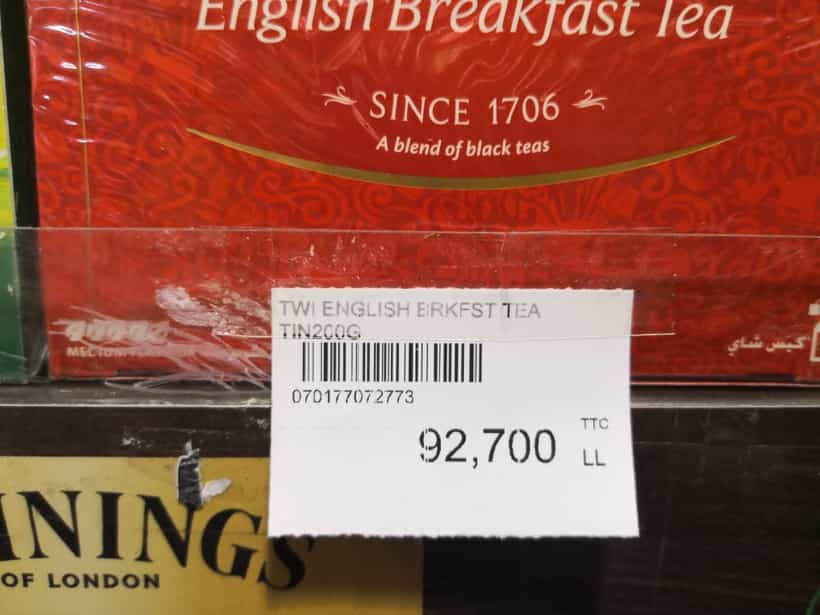 English Breakfast Tea
SINCE 1706
A blend of black teas
TWI ENGLISH BRKFST TEA
TIN200G
070177072773
92,700
TTC
LL
كيس شاي
NINGS
OF LONDON